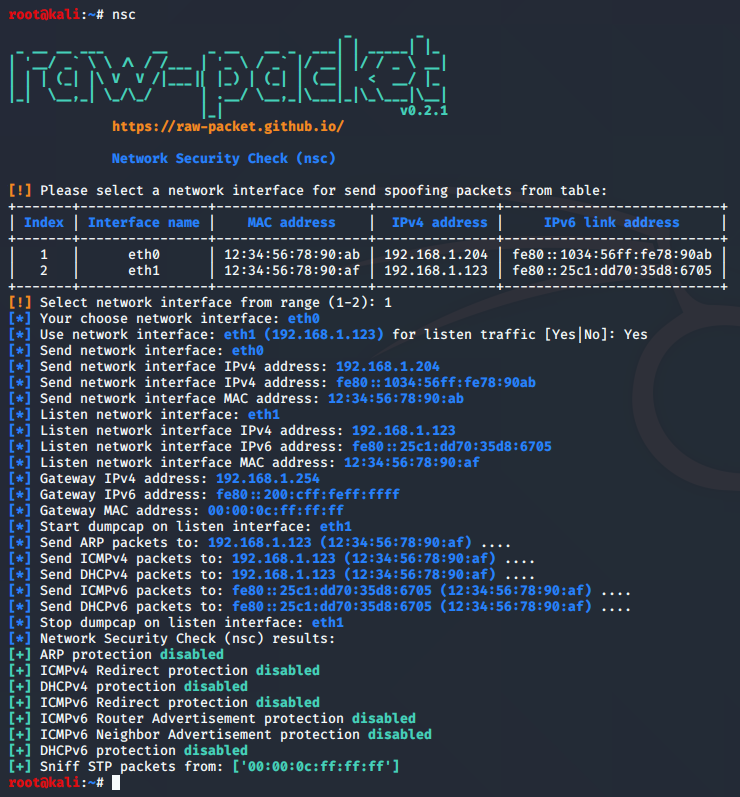 root@kali:~# nsc
raw-packet
v0.2.1
https://raw-packet.github.io/
Network Security Check (nsc)
[!] Please select a network interface for send spoofing packets from table:
+-------+----------------+-------------------+---------------+---------------------------+
| Index | Interface name | MAC address | IPv4 address | IPv6 link address |
+-------+----------------+-------------------+---------------+---------------------------+
| 1 | eth0 | 12:34:56:78:90:ab | 192.168.1.204 | fe80::1034:56ff:fe78:90ab |
| 2 | eth1 | 12:34:56:78:90:af | 192.168.1.123 | fe80::25c1:dd70:35d8:6705 |
+-------+----------------+-------------------+---------------+---------------------------+
[!] Select network interface from range (1-2): 1
[*] Your choose network interface: eth0
[*] Use network interface: eth1 (192.168.1.123) for listen traffic [Yes|No]: Yes
[*] Send network interface: eth0
[*] Send network interface IPv4 address: 192.168.1.204
[*] Send network interface IPv4 address: fe80::1034:56ff:fe78:90ab
[*] Send network interface MAC address: 12:34:56:78:90:ab
[*] Listen network interface: eth1
[*] Listen network interface IPv4 address: 192.168.1.123
[*] Listen network interface IPv6 address: fe80::25c1:dd70:35d8:6705
[*] Listen network interface MAC address: 12:34:56:78:90:af
[*] Gateway IPv4 address: 192.168.1.254
[*] Gateway IPv6 address: fe80::200:cff:feff:ffff
[*] Gateway MAC address: 00:00:0c:ff:ff:ff
[*] Start dumpcap on listen interface: eth1
[*] Send ARP packets to: 192.168.1.123 (12:34:56:78:90:af) ....
[*] Send ICMPv4 packets to: 192.168.1.123 (12:34:56:78:90:af) ....
[*] Send DHCPv4 packets to: 192.168.1.123 (12:34:56:78:90:af) ....
[*] Send ICMPv6 packets to: fe80::25c1:dd70:35d8:6705 (12:34:56:78:90:af) ....
[*] Send DHCPv6 packets to: fe80::25c1:dd70:35d8:6705 (12:34:56:78:90:af) ....
[*] Stop dumpcap on listen interface: eth1
[*] Network Security Check (nsc) results:
[+] ARP protection disabled
[+] ICMPv4 Redirect protection disabled
[+] DHCPv4 protection disabled
[+] ICMPv6 Redirect protection disabled
[+] ICMPv6 Router Advertisement protection disabled
[+] ICMPv6 Neighbor Advertisement protection disabled
[+] DHCPv6 protection disabled
[+] Sniff STP packets from: ['00:00:0c:ff:ff:ff']
root@kali:~#